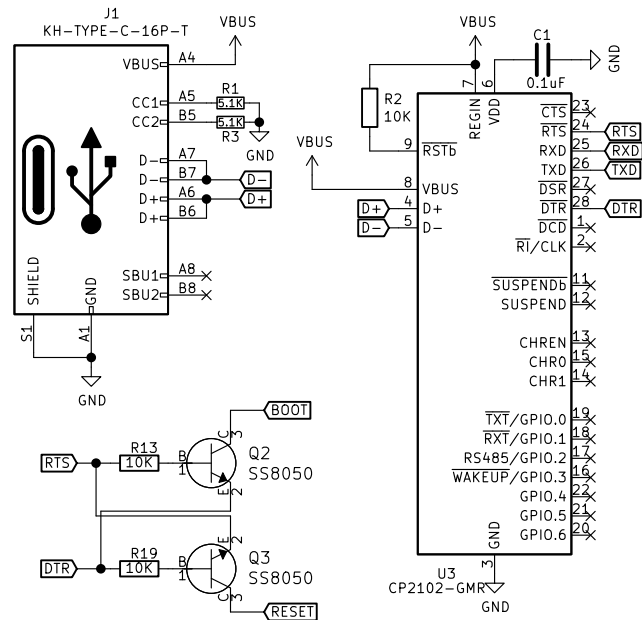 J1
KH-TYPE-C-16P-T
VBUS A4
VBUS
CC1 A5
R1
5.1K
CC2 B5
5.1K
R3
GND
D- A7
D- B7
D-
D+ A6
D+
D+ B6
SBU1 A8
SBU2 B8
SHIELD
GND
S1
A1
GND
VBUS
C1
0.1uF
GND
7
6
REGIN
VDD
R2
10K
9 RSTb
VBUS
8 VBUS
D+ 4 D+
D- 5 D-
CTS 23
RTS 24 RTS
RXD 25 RXD
TXD 26 TXD
DSR 27
DTR 28 DTR
DCD 1
RI/CLK 2
SUSPENDb 11
SUSPEND 12
CHREN 13
CHR0 15
CHR1 14
TXT/GPIO.0 19
RXT/GPIO.1 18
RS485/GPIO.2 17
WAKEUP/GPIO.3 16
GPIO.4 22
GPIO.5 21
GPIO.6 20
GND
3
U3
CP2102-GMR
GND
BOOT
C
3
RTS
R13
10K
B
1
Q2
SS8050
E
2
DTR
R19
10K
B
1
E
2
Q3
SS8050
C
3
RESET